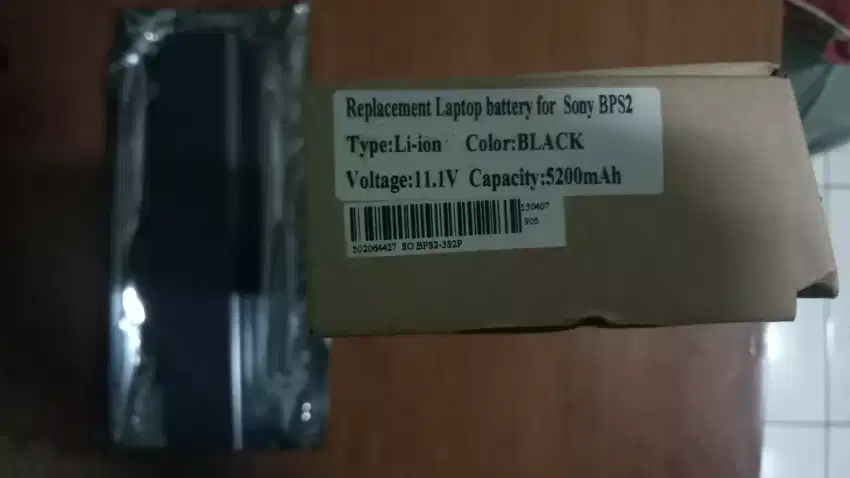 Replacement Laptop battery for Sony BPS2
Type:Li-ion Color:BLACK
Voltage:11.1V Capacity:5200mAh
130407
905
502064427 SO BPS2-3S2P